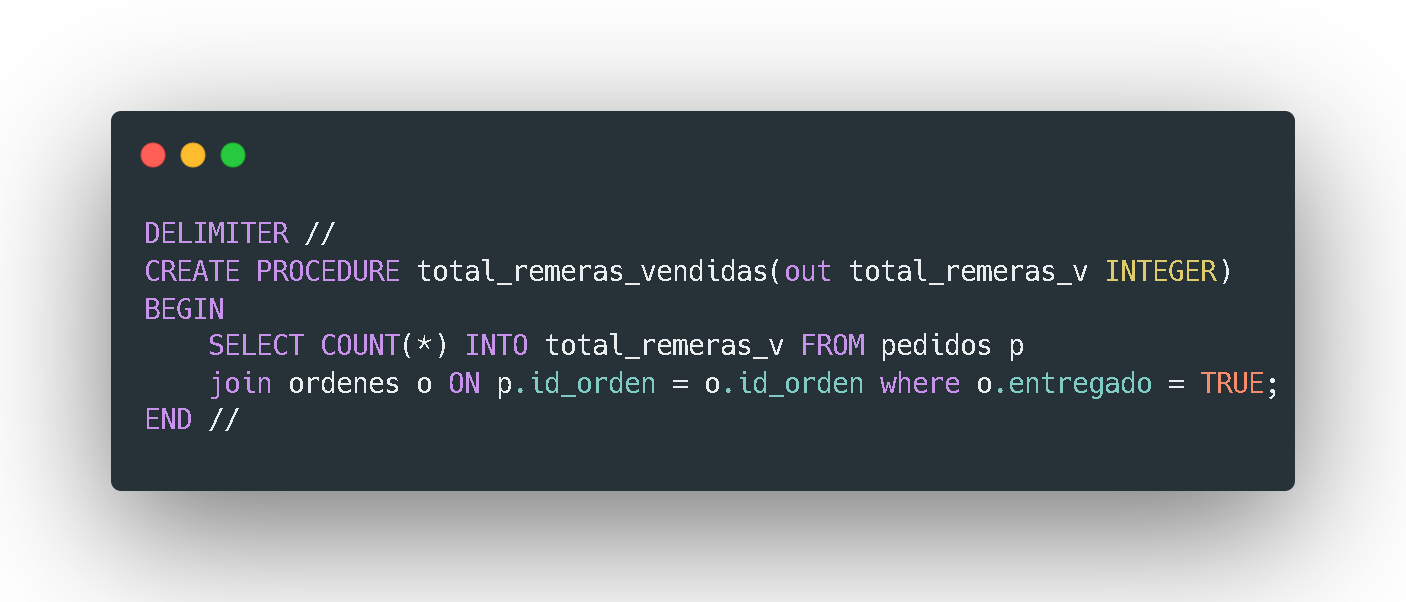 DELIMITER //
CREATE PROCEDURE total_remeras_vendidas(out total_remeras_v INTEGER)
BEGIN
    SELECT COUNT(*) INTO total_remeras_v FROM pedidos p
    join ordenes o ON p.id_orden = o.id_orden where o.entregado = TRUE;
END //